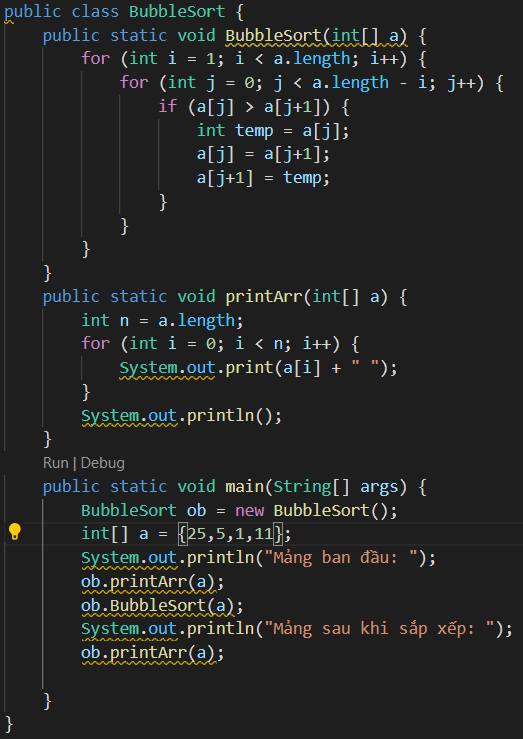 public class BubbleSort {
    public static void BubbleSort(int[] a) {
        for (int i = 1; i < a.length; i++) {
            for (int j = 0; j < a.length - i; j++) {
                if (a[j] > a[j+1]) {
                    int temp = a[j];
                    a[j] = a[j+1];
                    a[j+1] = temp;
                }
            }
        }
    }
    public static void printArr(int[] a) {
        int n = a.length;
        for (int i = 0; i < n; i++) {
            System.out.print(a[i] + " ");
        }
        System.out.println();
    }
    Run | Debug
    public static void main(String[] args) {
        BubbleSort ob = new BubbleSort();
        int[] a = {25,5,1,11};
        System.out.println("Mảng ban đầu: ");
        ob.printArr(a);
        ob.BubbleSort(a);
        System.out.println("Mảng sau khi sắp xếp: ");
        ob.printArr(a);

    }
}